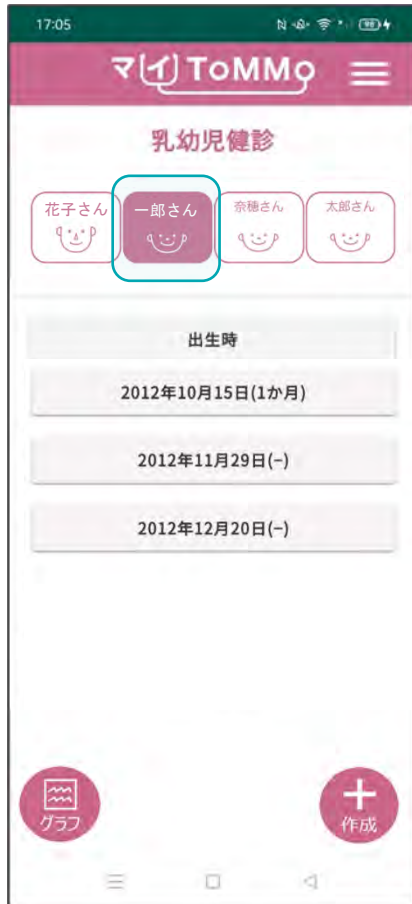 17:05
マイToMMo
乳幼児健診
花子さん 一郎さん 奈穂さん 太郎さん
出生時
2012年10月15日(1か月)
2012年11月29日(−)
2012年12月20日(−)
グラフ
作成